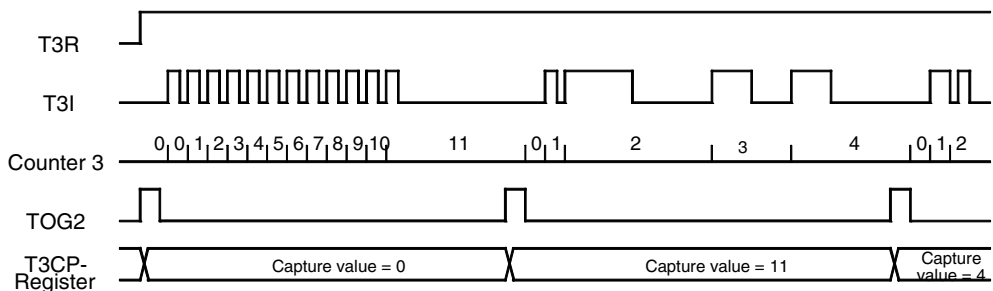 T3R
T3I
0 0 1 2 3 4 5 6 7 8 9 10 11 0 1 2 3 4 0 1 2
Counter 3
TOG2
T3CP-
Register
Capture value = 0
Capture value = 11
Capture
value = 4